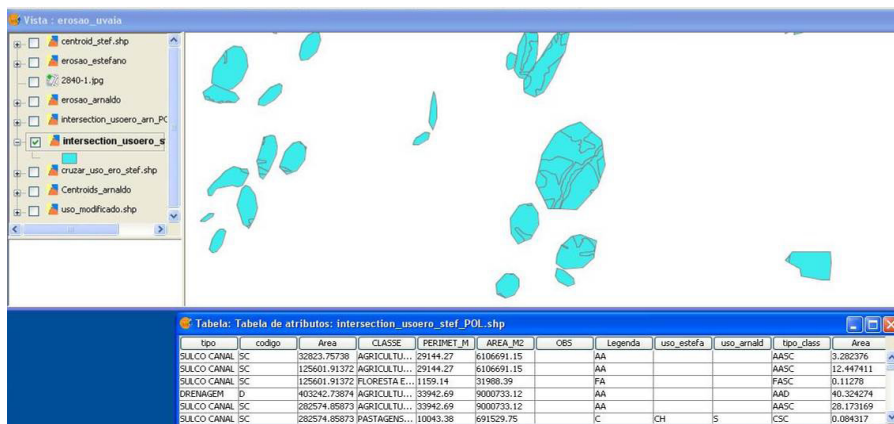 Vista : erosao_uvaia
centroid_stef.shp
erosao_estefano
2840-1.jpg
erosao_arnaldo
intersection_usoero_arn_PO
intersection_usoero_s
cruzar_uso_ero_stef.shp
Centroids_arnaldo
uso_modificado.shp
Tabela: Tabela de atributos: intersection_usoero_stef_POL.shp
tipo codigo Area CLASSE PERIMET_M AREA_M2 OBS Legenda uso_estefa uso_arnald tipo_class Area
SULCO CANAL SC 32823.75738 AGRICULTU... 29144.27 6106691.15 AA AASC 3.282376
SULCO CANAL SC 125601.91372 AGRICULTU... 29144.27 6106691.15 AA AASC 12.447411
SULCO CANAL SC 125601.91372 FLORESTA E... 1159.14 31988.39 FA FASC 0.11278
DRENAGEM D 403242.73874 AGRICULTU... 33942.69 9000733.12 AA AAD 40.324274
SULCO CANAL SC 282574.85873 AGRICULTU... 33942.69 9000733.12 AA AASC 28.173169
SULCO CANAL SC 282574.85873 PASTAGENS... 10043.38 691529.75 C CH S CSC 0.084317